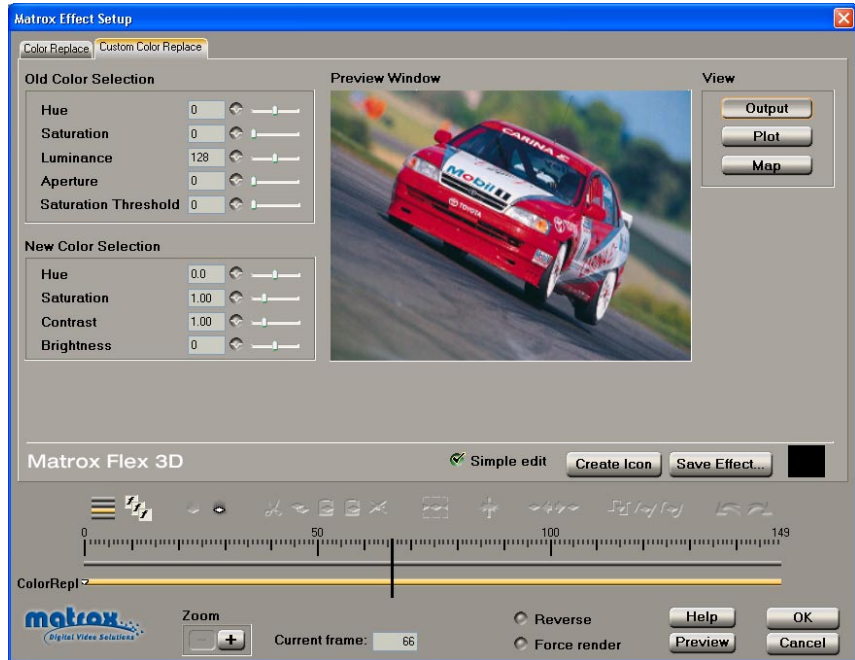 Matrox Effect Setup
Color Replace Custom Color Replace
Old Color Selection
Hue 0
Saturation 0
Luminance 128
Aperture 0
Saturation Threshold 0
New Color Selection
Hue 0.0
Saturation 1.00
Contrast 1.00
Brightness 0
Preview Window
CARINA E
Mobil 1
TOYOTA
View
Output
Plot
Map
Matrox Flex 3D
Simple edit
Create Icon
Save Effect...
0 50 100 149
ColorRepl
matrox
Digital Video Solutions
Zoom
- +
Current frame: 66
Reverse
Force render
Help
OK
Preview
Cancel